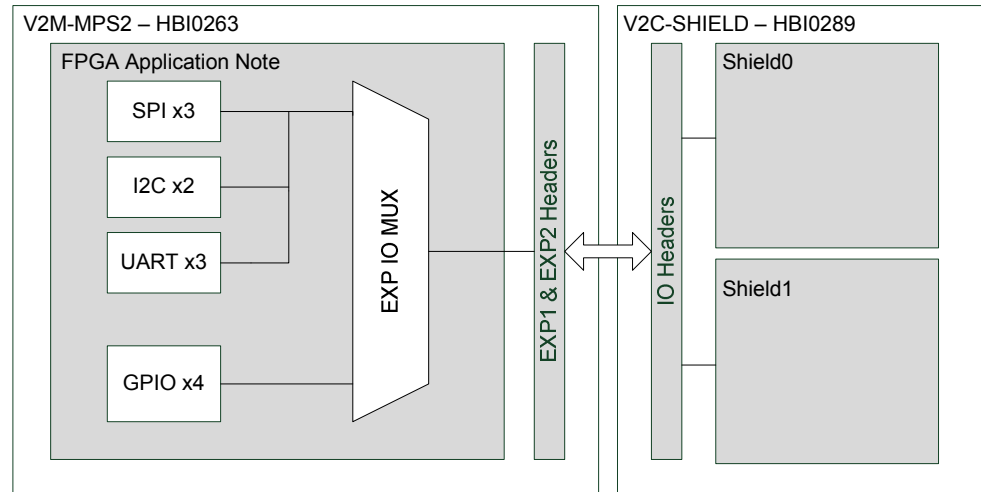 V2M-MPS2 – HBI0263
FPGA Application Note
SPI x3
I2C x2
UART x3
GPIO x4
EXP IO MUX
EXP1 & EXP2 Headers
V2C-SHIELD – HBI0289
IO Headers
Shield0
Shield1